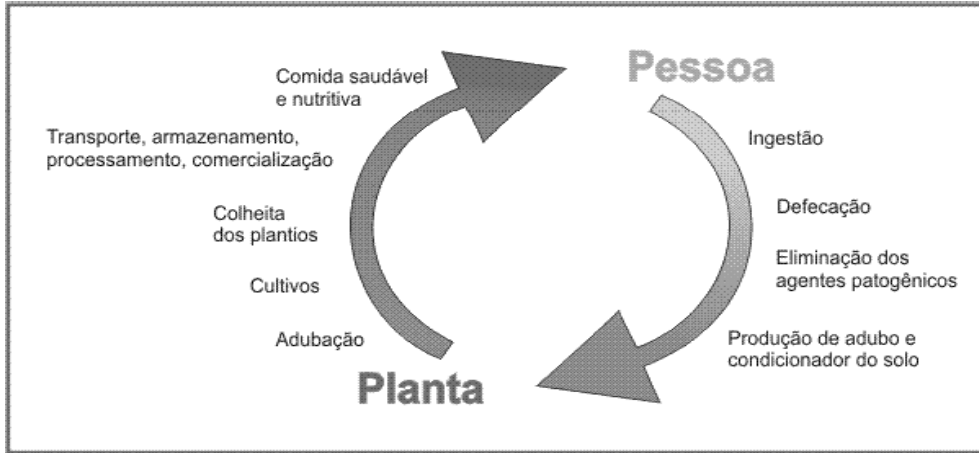 Pessoa
Ingestão
Defecação
Eliminação dos
agentes patogênicos
Produção de adubo e
condicionador do solo
Planta
Adubação
Cultivos
Colheita
dos plantios
Transporte, armazenamento,
processamento, comercialização
Comida saudável
e nutritiva